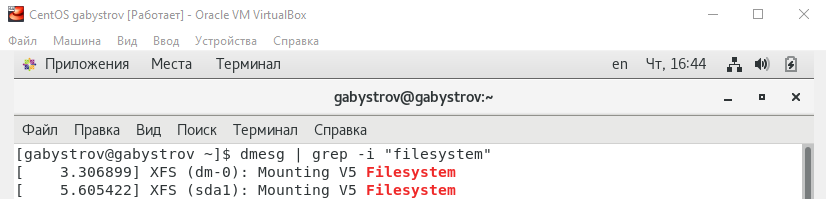 CentOS gabystrov [Работает] - Oracle VM VirtualBox
Файл Машина Вид Ввод Устройства Справка
Приложения Места Терминал en Чт, 16:44
gabystrov@gabystrov:~
Файл Правка Вид Поиск Терминал Справка
[gabystrov@gabystrov ~]$ dmesg | grep -i "filesystem"
[    3.306899] XFS (dm-0): Mounting V5 Filesystem
[    5.605422] XFS (sda1): Mounting V5 Filesystem